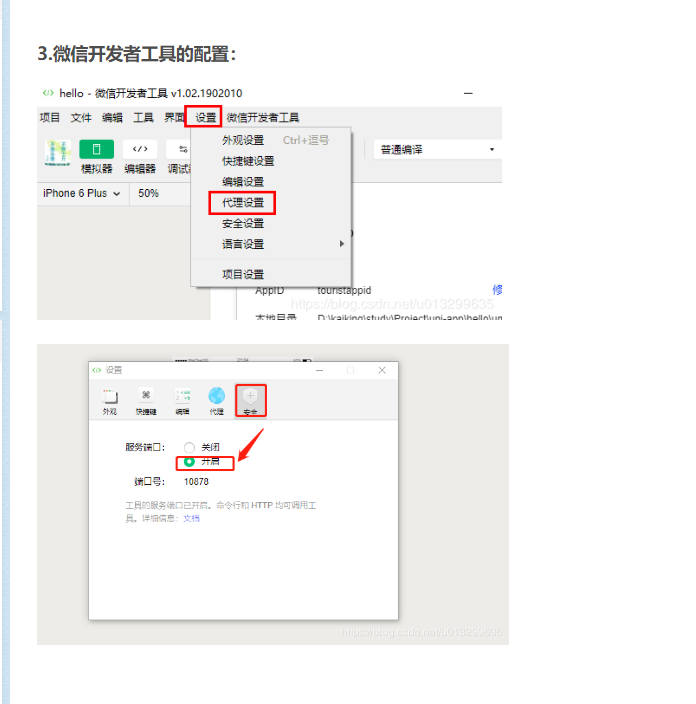 3.微信开发者工具的配置：
hello - 微信开发者工具 v1.02.1902010
项目 文件 编辑 工具 界面 设置 微信开发者工具
外观设置 Ctrl+逗号
快捷键设置
编辑设置
代理设置
安全设置
语言设置
项目设置
模拟器 编辑器 调试
普通编译
iPhone 6 Plus 50%
AppID touristappid 修
https://blog.csdn.net/u013299635
本地目录 D:\kaiking\study\Project\uni-app\hello\un
设置
外观 快捷键 编辑 代理 安全
服务端口： 关闭
开启
端口号： 10878
工具的服务端口已开启。命令行和 HTTP 均可调用工
具。详细信息：文档
https://blog.csdn.net/u013299635